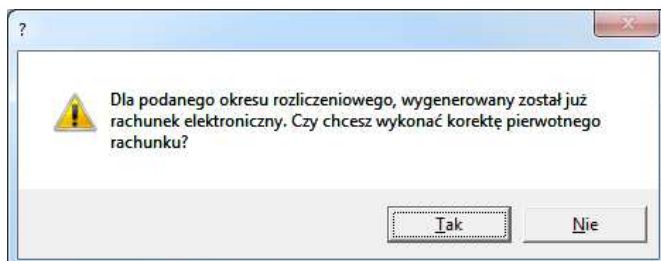 ?
Dla podanego okresu rozliczeniowego, wygenerowany został już
rachunek elektroniczny. Czy chcesz wykonać korektę pierwotnego
rachunku?
Tak
Nie